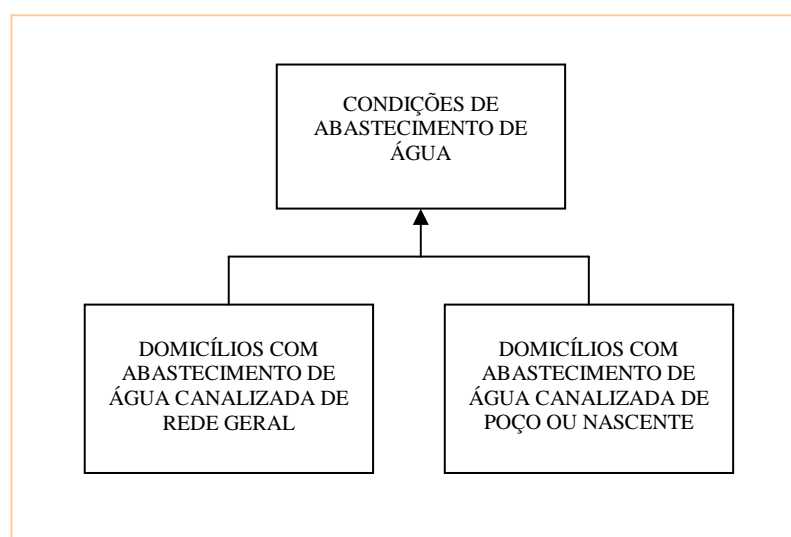 CONDIÇÕES DE
ABASTECIMENTO DE
ÁGUA
DOMICÍLIOS COM
ABASTECIMENTO DE
ÁGUA CANALIZADA DE
REDE GERAL
DOMICÍLIOS COM
ABASTECIMENTO DE
ÁGUA CANALIZADA DE
POÇO OU NASCENTE